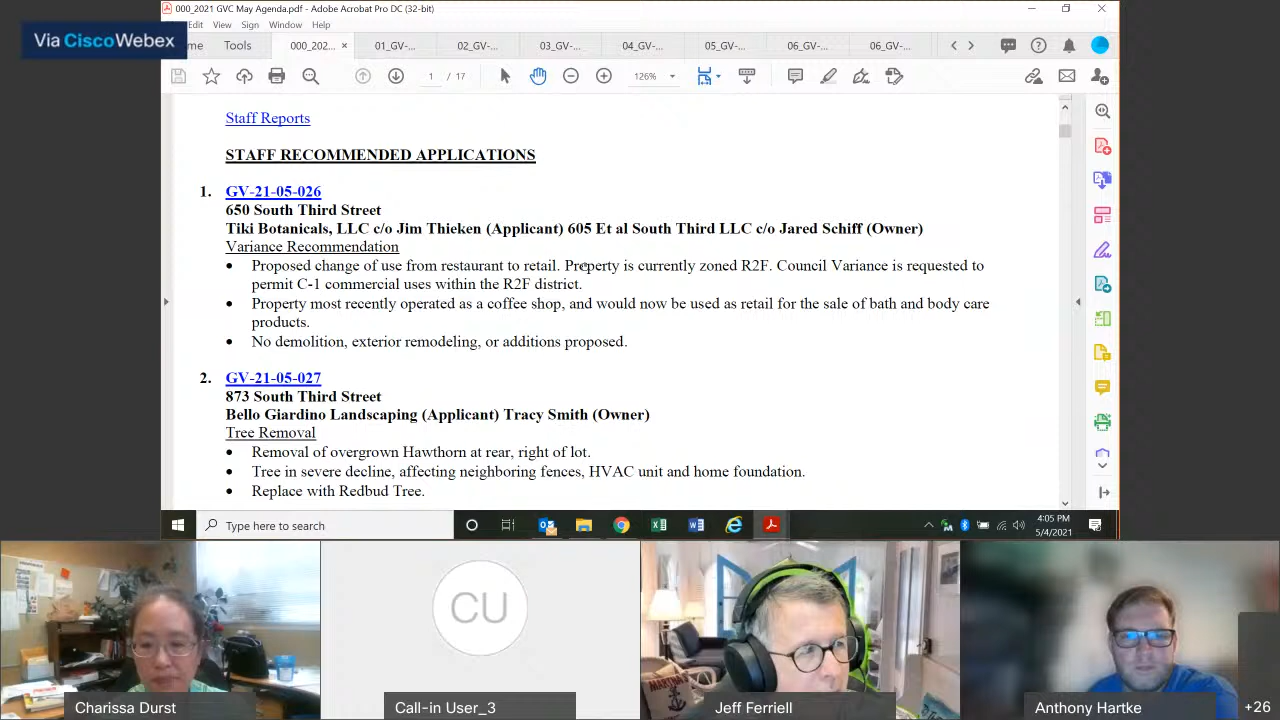 000_2021 GVC May Agenda.pdf - Adobe Acrobat Pro DC (32-bit)
Via CiscoWebex
Edit View Sign Window Help
Tools 000_202... × 01_G 02_GV-... 03_GV-... 04_GV-... 05_GV-... 06_GV-... 06_GV-...
1 / 17 126%
Staff Reports
STAFF RECOMMENDED APPLICATIONS
1. GV-21-05-026
650 South Third Street
Tiki Botanicals, LLC c/o Jim Thieken (Applicant) 605 Et al South Third LLC c/o Jared Schiff (Owner)
Variance Recommendation
• Proposed change of use from restaurant to retail. Property is currently zoned R2F. Council Variance is requested to
permit C-1 commercial uses within the R2F district.
• Property most recently operated as a coffee shop, and would now be used as retail for the sale of bath and body care
products.
• No demolition, exterior remodeling, or additions proposed.
2. GV-21-05-027
873 South Third Street
Bello Giardino Landscaping (Applicant) Tracy Smith (Owner)
Tree Removal
• Removal of overgrown Hawthorn at rear, right of lot.
• Tree in severe decline, affecting neighboring fences, HVAC unit and home foundation.
• Replace with Redbud Tree.
Type here to search
4:05 PM
5/4/2021
CU
MARTHA
Charissa Durst
Call-in User_3
Jeff Ferriell
Anthony Hartke
+26